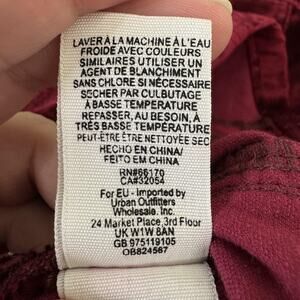 LAVER À LA MACHINE À L'EAU
FROIDE AVEC COULEURS
SIMILAIRES UTILISER UN
AGENT DE BLANCHIMENT
SANS CHLORE SI NÉCESSAIRE
SÉCHER PAR CULBUTAGE
À BASSE TEMPERATURE
REPASSER, AU BESOIN, À
TRÈS BASSE TEMPÉRATURE
PEUT-ÊTRE ÊTRE NETTOYÉE SEC
HECHO EN CHINA/
FEITO EM CHINA
RN#66170
CA#32054
For EU - Imported by
Urban Outfitters
Wholesale, Inc.
24 Market Place,3rd Floor
UK W1W 8AN
GB 975119105
OB824567